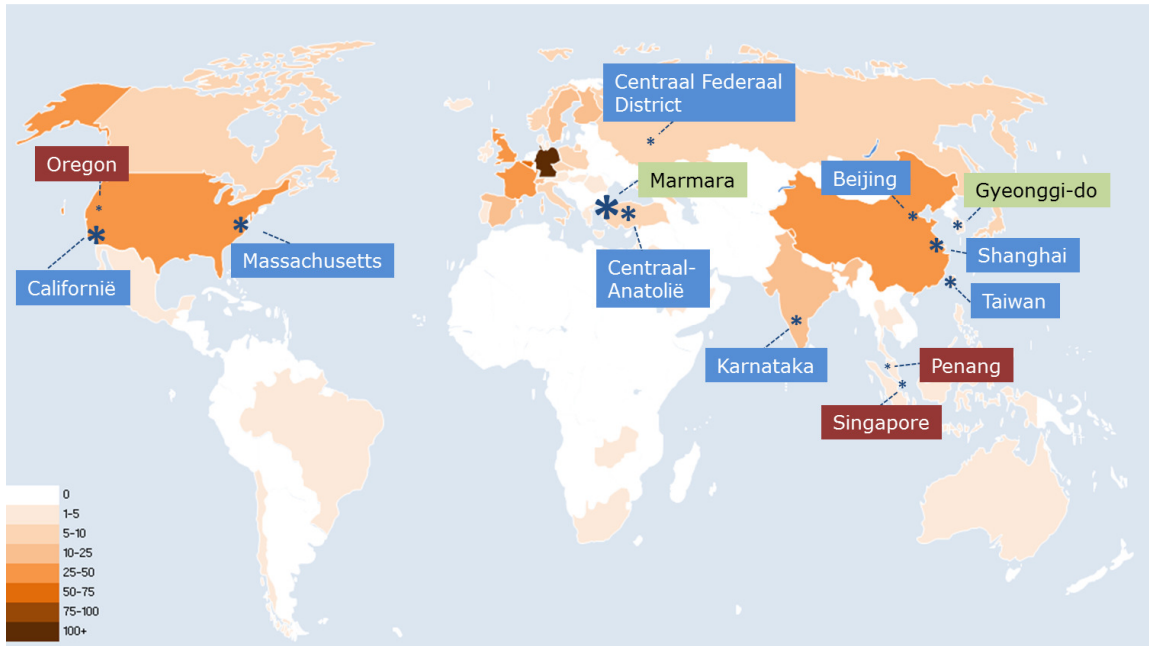 Centraal Federaal
District
Oregon
Marmara
Beijing
Gyeonggi-do
Massachusetts
Californië
Centraal-
Anatolië
Shanghai
Taiwan
Karnataka
Penang
Singapore
0
1-5
5-10
10-25
25-50
50-75
75-100
100+